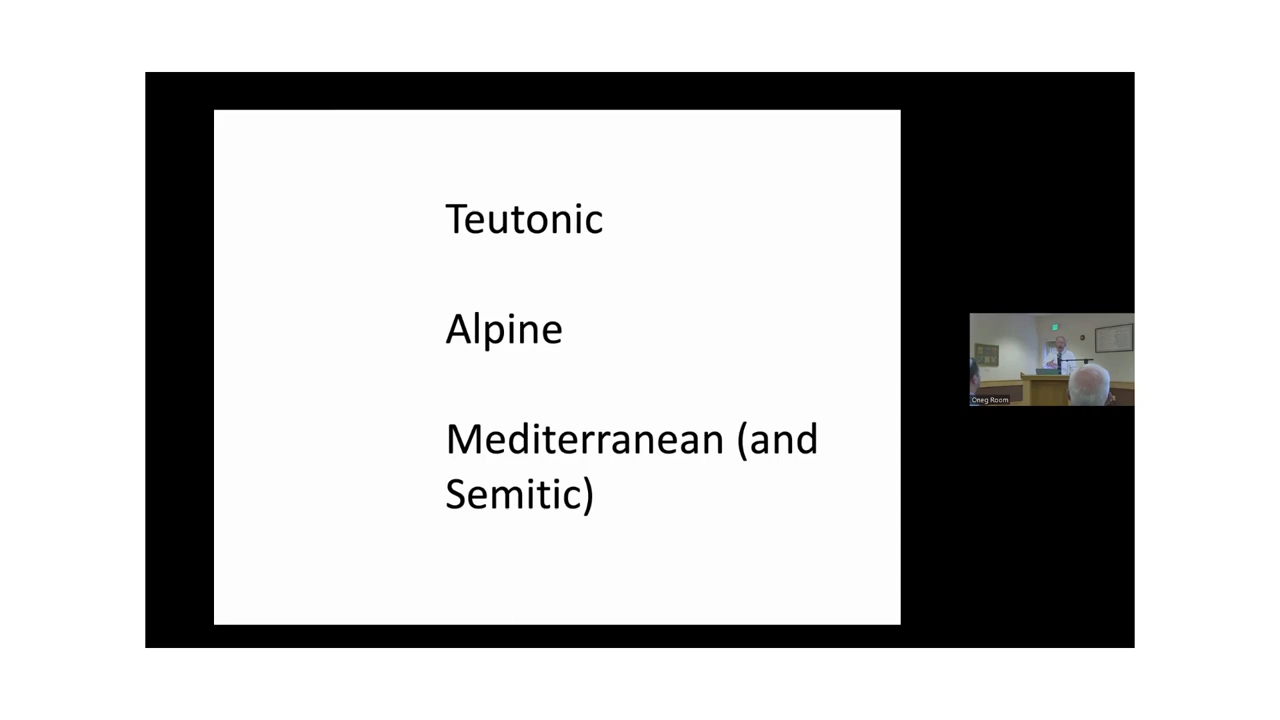 Teutonic
Alpine
Mediterranean (and
Semitic)
Oneg Room